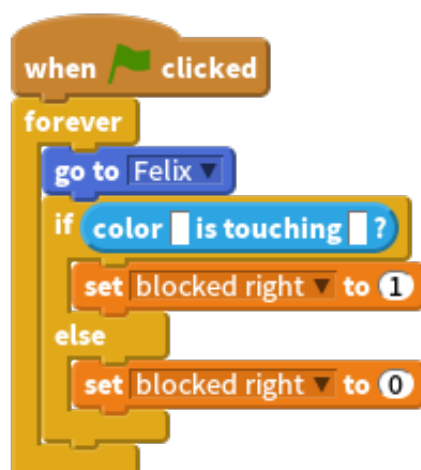 when clicked
forever
go to Felix
if color is touching ?
set blocked right to 1
else
set blocked right to 0